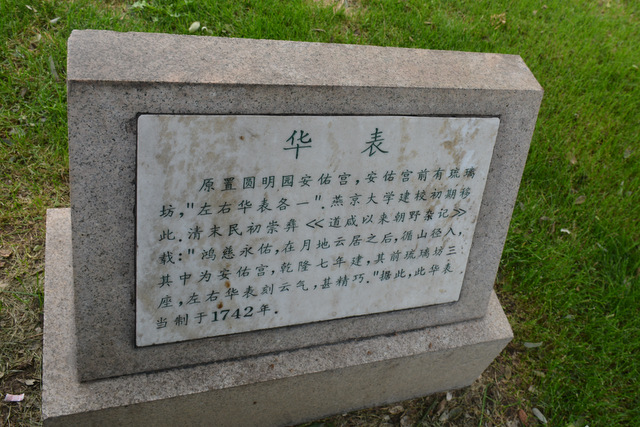 华 表
原置圆明园安佑宫，安佑宫前有琉璃
坊，"左右华表各一"．燕京大学建校初期移
此．清末民初崇彝《道咸以来朝野杂记》
载："鸿慈永佑，在月地云居之后，循山径入，
其中为安佑宫，乾隆七年建，其前琉璃坊三
座，左右华表刻云气，甚精巧．"据此，此华表
当制于1742年．